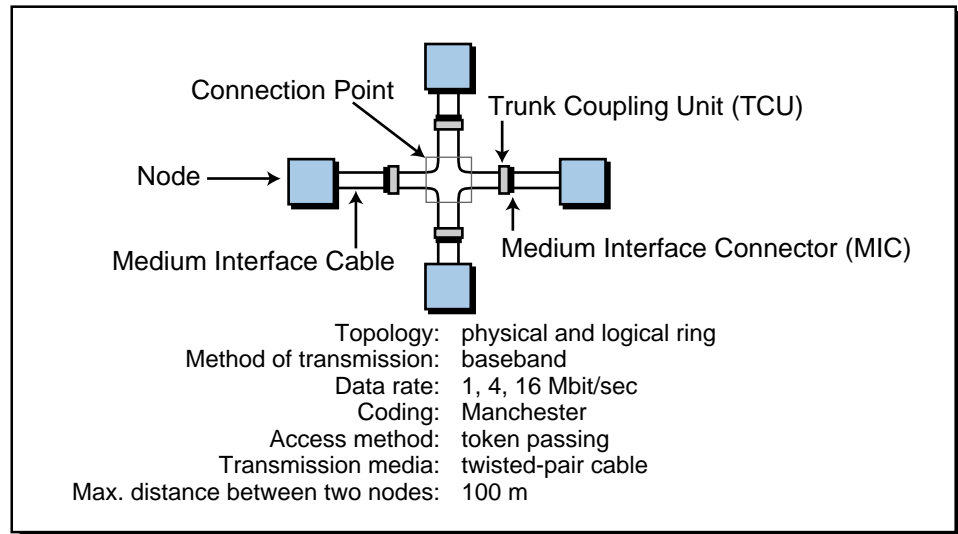 Connection Point
Trunk Coupling Unit (TCU)
Node
Medium Interface Cable
Medium Interface Connector (MIC)
Topology: physical and logical ring
Method of transmission: baseband
Data rate: 1, 4, 16 Mbit/sec
Coding: Manchester
Access method: token passing
Transmission media: twisted-pair cable
Max. distance between two nodes: 100 m